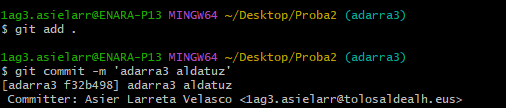 1ag3.asielarr@ENARA-P13 MINGW64 ~/Desktop/Proba2 (adarra3)
$ git add .
1ag3.asielarr@ENARA-P13 MINGW64 ~/Desktop/Proba2 (adarra3)
$ git commit -m 'adarra3 aldatuz'
[adarra3 f32b498] adarra3 aldatuz
Committer: Asier Larreta Velasco <1ag3.asielarr@tolosaldealh.eus>